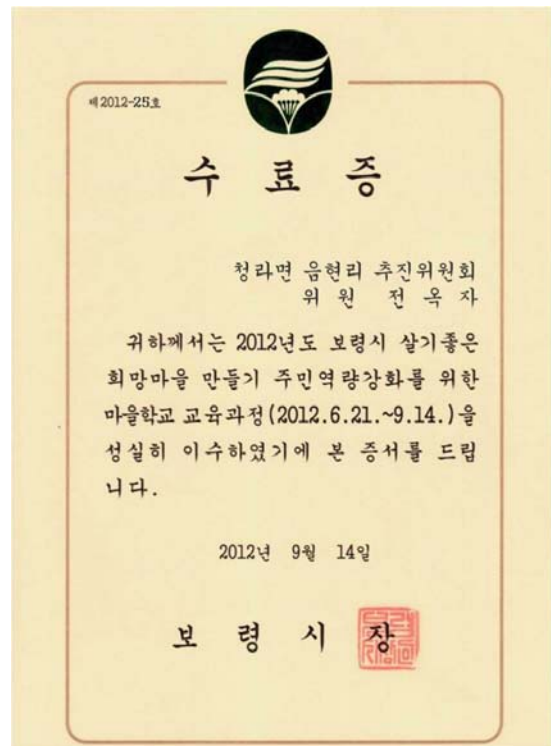 제2012-25호
수 료 증
청라면 음현리 추진위원회
위 원 전 옥 자
귀하께서는 2012년도 보령시 살기좋은
희망마을 만들기 주민역량강화를 위한
마을학교 교육과정(2012.6.21.~9.14.)을
성실히 이수하였기에 본 증서를 드립
니다.
2012년 9월 14일
보 령 시 장